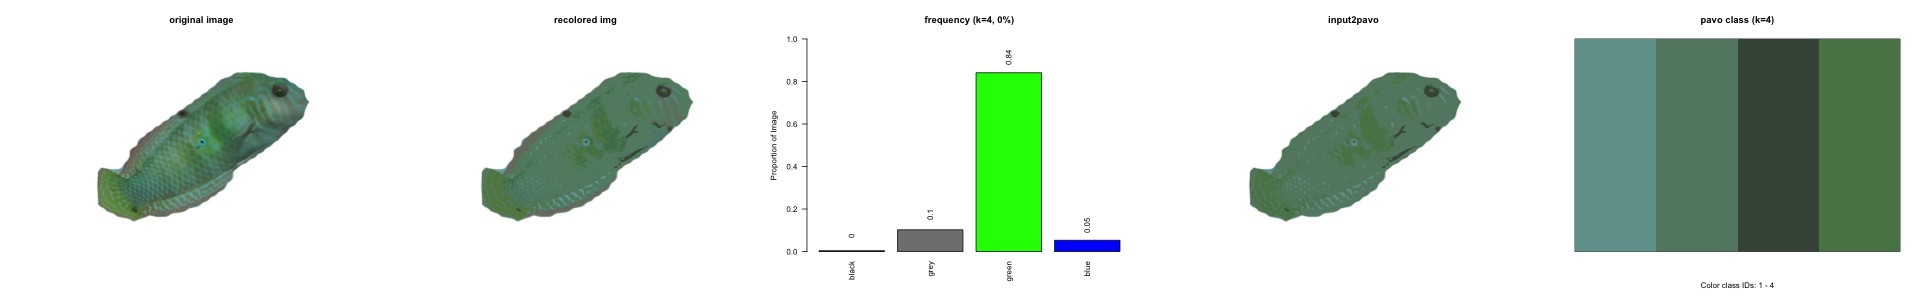 original image
recolored img
frequency (k=4, 0%)
input2pavo
pavo class (k=4)
Proportion of Image
1.0
0.8
0.6
0.4
0.2
0.0
0
0.1
0.84
0.05
black
grey
green
blue
Color class IDs: 1 - 4